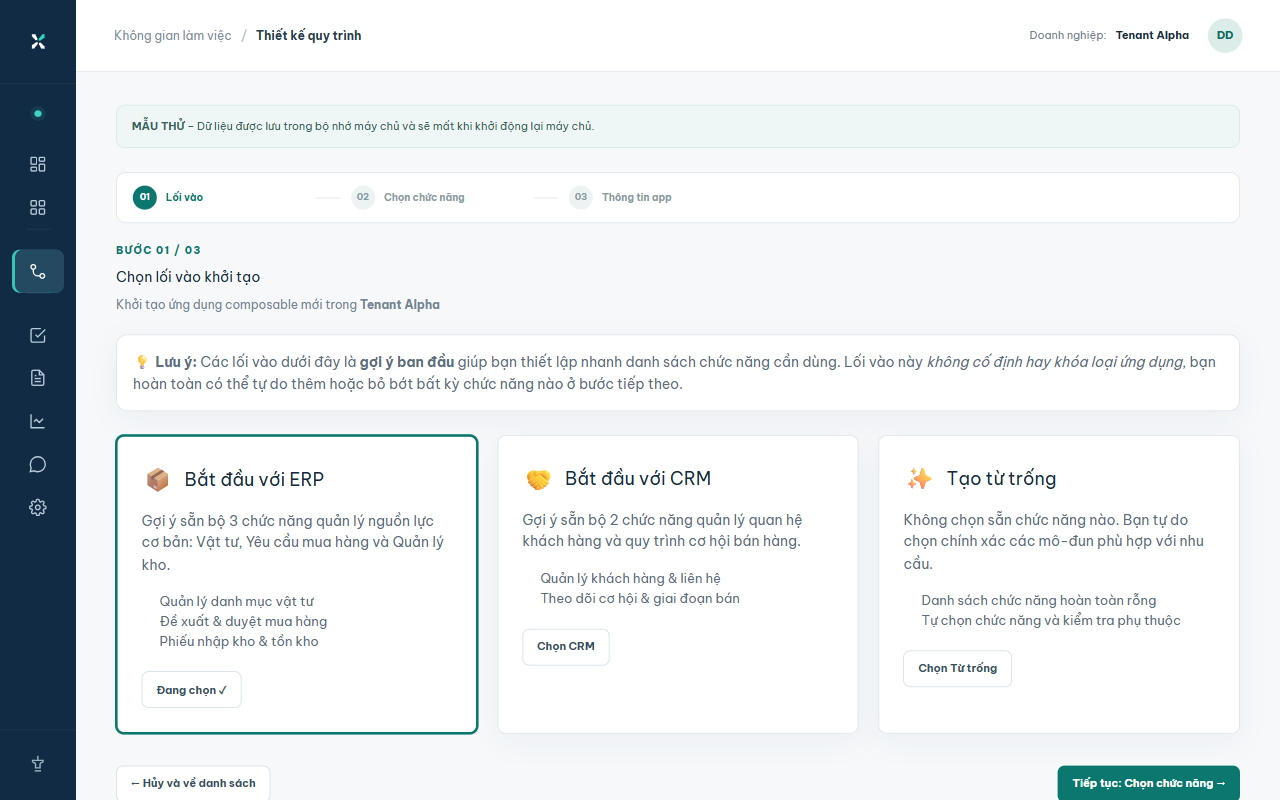 Không gian làm việc / Thiết kế quy trình
Doanh nghiệp: Tenant Alpha DD
MẪU THỬ – Dữ liệu được lưu trong bộ nhớ máy chủ và sẽ mất khi khởi động lại máy chủ.
01 Lối vào
02 Chọn chức năng
03 Thông tin app
BƯỚC 01 / 03
Chọn lối vào khởi tạo
Khởi tạo ứng dụng composable mới trong Tenant Alpha
💡 Lưu ý: Các lối vào dưới đây là gợi ý ban đầu giúp bạn thiết lập nhanh danh sách chức năng cần dùng. Lối vào này không cố định hay khóa loại ứng dụng, bạn
hoàn toàn có thể tự do thêm hoặc bỏ bớt bất kỳ chức năng nào ở bước tiếp theo.
📦 Bắt đầu với ERP
Gợi ý sẵn bộ 3 chức năng quản lý nguồn lực
cơ bản: Vật tư, Yêu cầu mua hàng và Quản lý
kho.
Quản lý danh mục vật tư
Đề xuất & duyệt mua hàng
Phiếu nhập kho & tồn kho
Đang chọn ✓
🤝 Bắt đầu với CRM
Gợi ý sẵn bộ 2 chức năng quản lý quan hệ
khách hàng và quy trình cơ hội bán hàng.
Quản lý khách hàng & liên hệ
Theo dõi cơ hội & giai đoạn bán
Chọn CRM
✨ Tạo từ trống
Không chọn sẵn chức năng nào. Bạn tự do
chọn chính xác các mô-đun phù hợp với nhu
cầu.
Danh sách chức năng hoàn toàn rỗng
Tự chọn chức năng và kiểm tra phụ thuộc
Chọn Từ trống
← Hủy và về danh sách
Tiếp tục: Chọn chức năng →